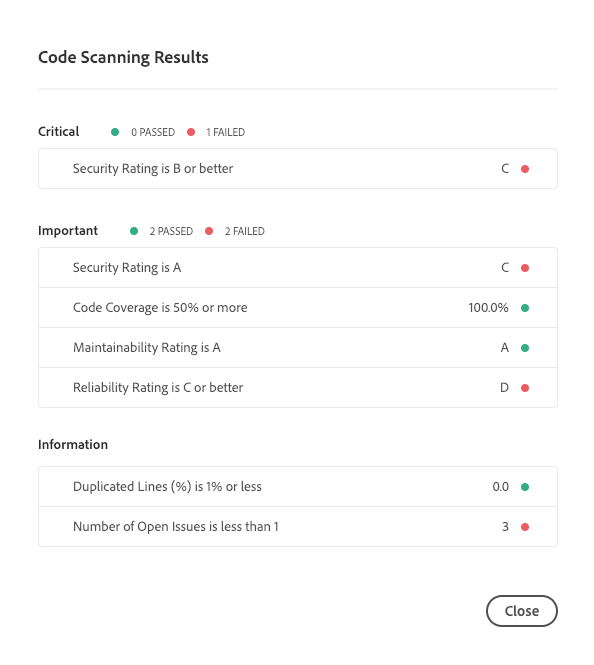 Code Scanning Results
Critical 0 PASSED 1 FAILED
Security Rating is B or better C
Important 2 PASSED 2 FAILED
Security Rating is A C
Code Coverage is 50% or more 100.0%
Maintainability Rating is A A
Reliability Rating is C or better D
Information
Duplicated Lines (%) is 1% or less 0.0
Number of Open Issues is less than 1 3
Close